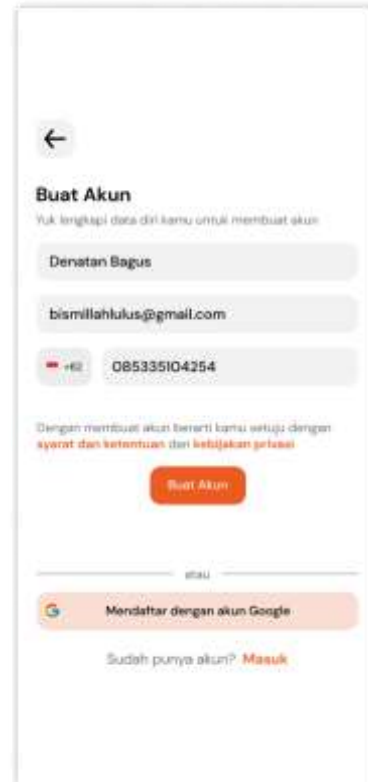 Buat Akun
Yuk lengkapi data diri kamu untuk membuat akun
Denatan Bagus
bismillahlulus@gmail.com
+62 085335104254
Dengan membuat akun berarti kamu setuju dengan
syarat dan ketentuan dan kebijakan privasi
Buat Akun
atau
Mendaftar dengan akun Google
Sudah punya akun? Masuk